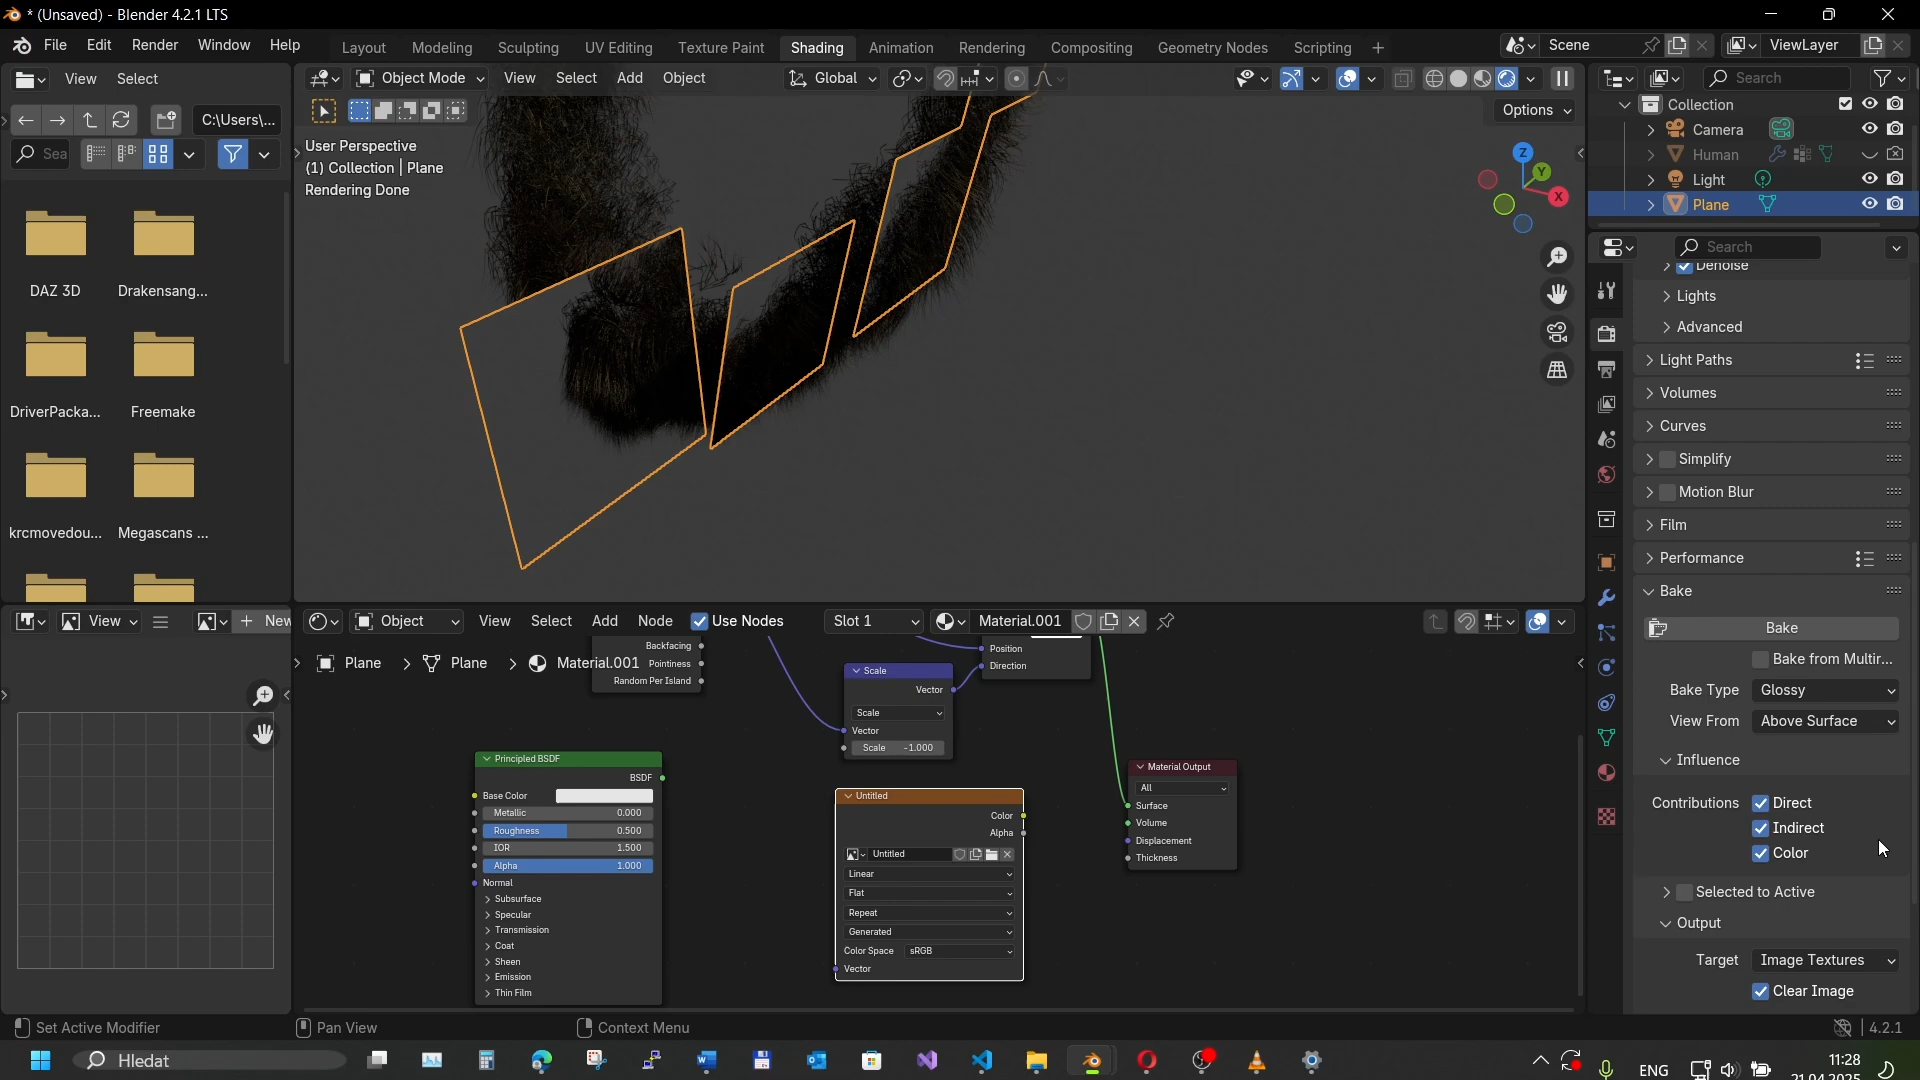 * (Unsaved) - Blender 4.2.1 LTS
File Edit Render Window Help
Layout Modeling Sculpting UV Editing Texture Paint Shading Animation Rendering Compositing Geometry Nodes Scripting +
Scene
ViewLayer
View Select
Object Mode
View Select Add Object
Global
Search
C:\Users\...
Options
Sea
User Perspective
(1) Collection | Plane
Rendering Done
Z
Y
X
Collection
Camera
Human
Light
Plane
Search
DAZ 3D
Drakensang...
DriverPacka...
Freemake
krcmovedou...
Megascans ...
Denoise
Lights
Advanced
Light Paths
Volumes
Curves
Simplify
Motion Blur
Film
Performance
Bake
Bake
Bake from Multir...
Bake Type Glossy
View From Above Surface
Influence
Contributions Direct
Indirect
Color
Selected to Active
Output
Target Image Textures
Clear Image
View
New
Object
View Select Add Node Use Nodes
Slot 1
Material.001
Plane > Plane > Material.001
Backfacing
Pointiness
Random Per Island
Position
Direction
Scale
Vector
Scale
Vector
Scale -1.000
Principled BSDF
BSDF
Base Color
Metallic 0.000
Roughness 0.500
IOR 1.500
Alpha 1.000
Normal
Subsurface
Specular
Transmission
Coat
Sheen
Emission
Thin Film
Untitled
Color
Alpha
Untitled
Linear
Flat
Repeat
Generated
Color Space sRGB
Vector
Material Output
All
Surface
Volume
Displacement
Thickness
Set Active Modifier
Pan View
Context Menu
4.2.1
Hledat
ENG
11:28
21.04.2025